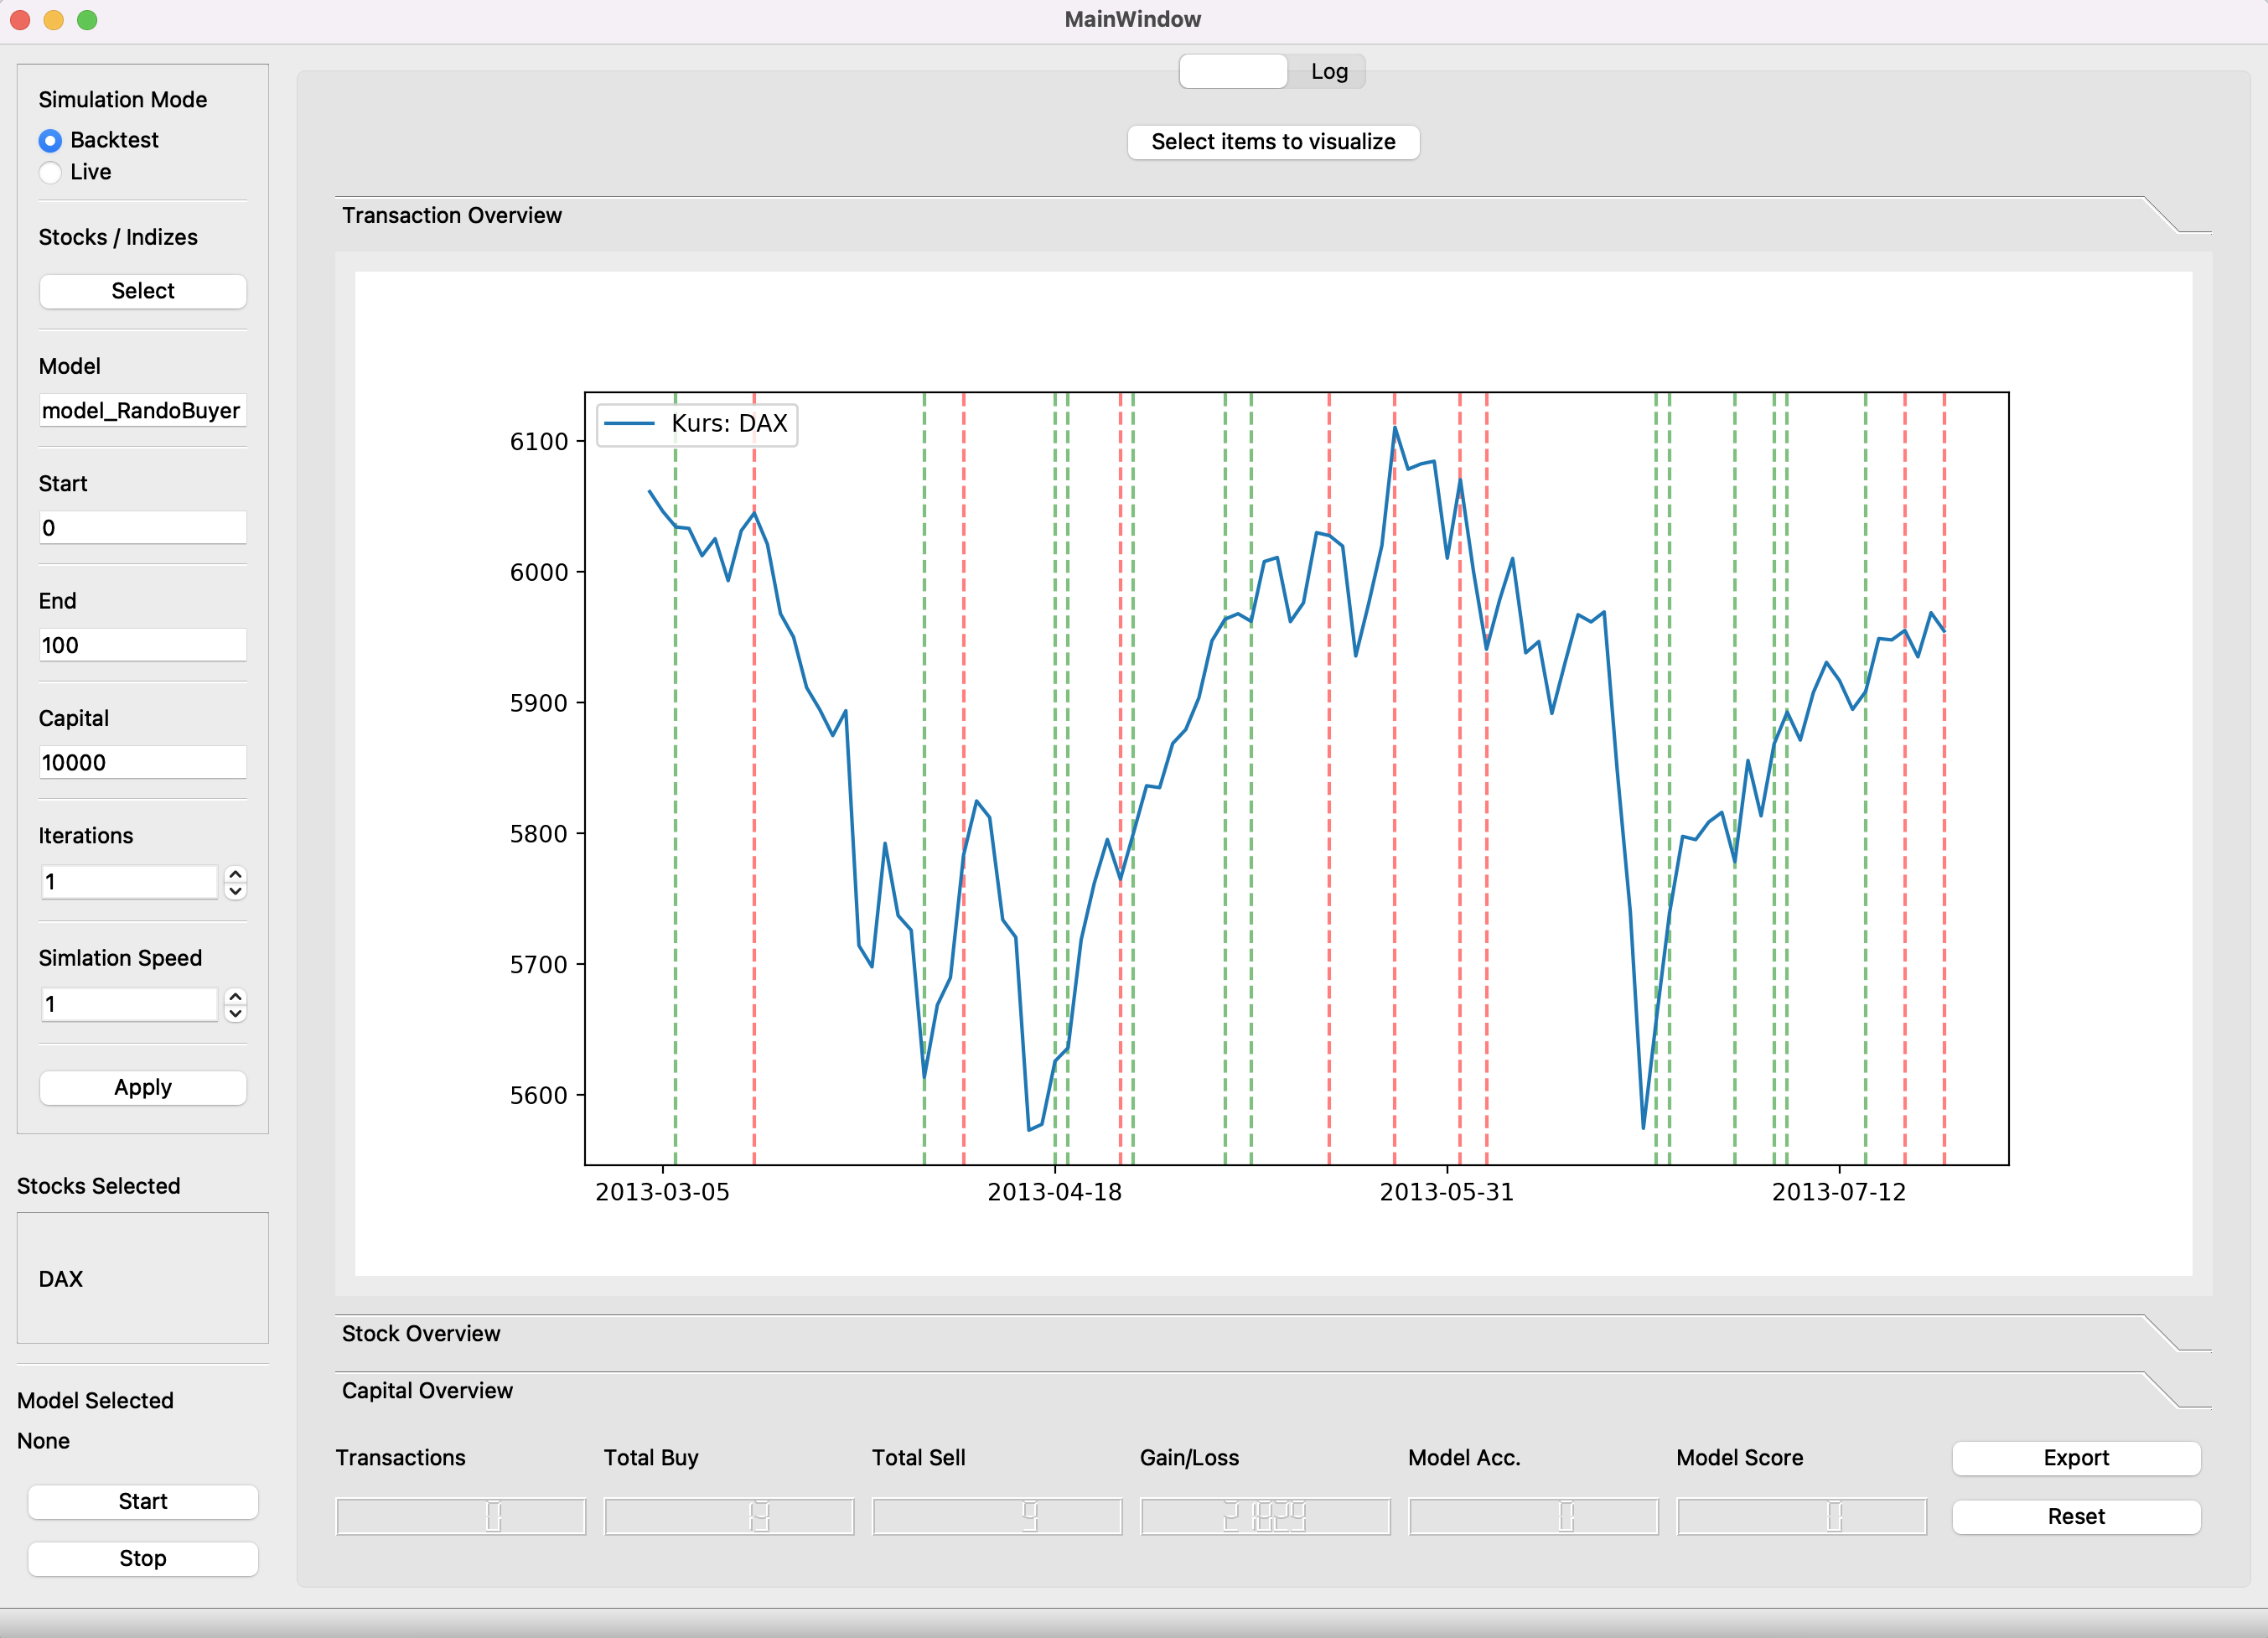 MainWindow
Simulation Mode
Backtest
Live
Stocks / Indizes
Select
Model
model_RandoBuyer
Start
0
End
100
Capital
10000
Iterations
1
Simlation Speed
1
Apply
Stocks Selected
DAX
Model Selected
None
Start
Stop
Log
Select items to visualize
Transaction Overview
Kurs: DAX
6100
6000
5900
5800
5700
5600
2013-03-05 2013-04-18 2013-05-31 2013-07-12
Stock Overview
Capital Overview
Transactions Total Buy Total Sell Gain/Loss Model Acc. Model Score Export
0 9 0 0 Reset